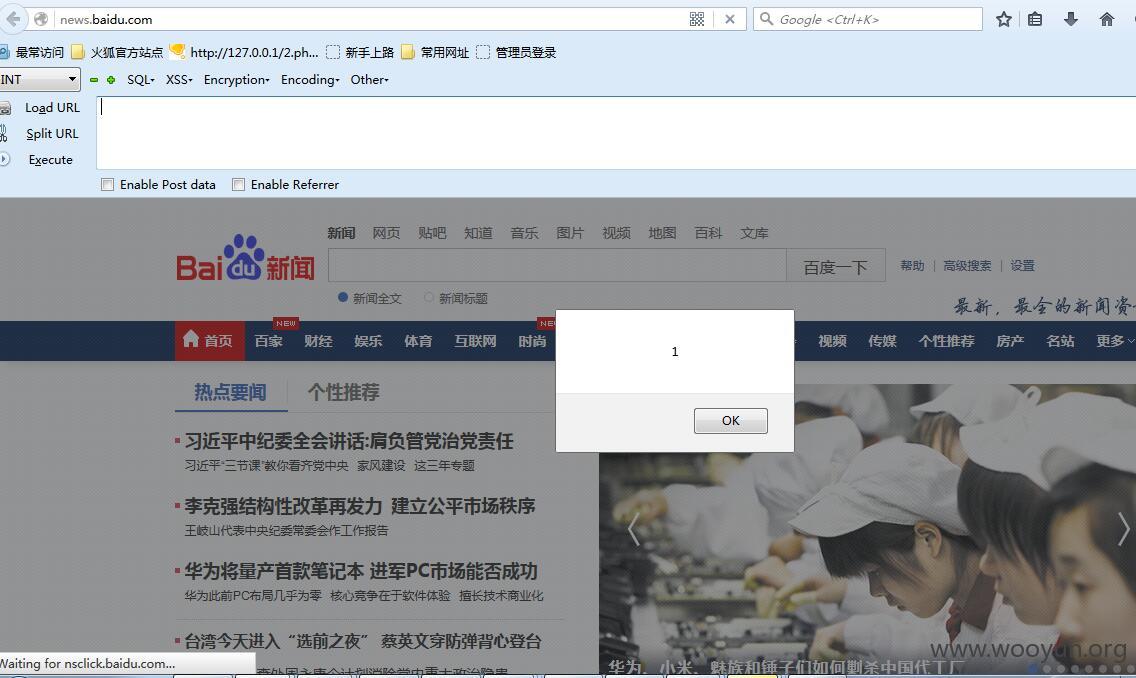 news.baidu.com
Google <Ctrl+K>
最常访问 火狐官方站点 http://127.0.0.1/2.ph... 新手上路 常用网址 管理员登录
INT SQL XSS Encryption Encoding Other
Load URL
Split URL
Execute
Enable Post data Enable Referrer
新闻 网页 贴吧 知道 音乐 图片 视频 地图 百科 文库
Bai du 新闻
百度一下 帮助 | 高级搜索 | 设置
新闻全文 新闻标题
最新、最全的新闻资
NEW
首页 百家 财经 娱乐 体育 互联网 时尚 视频 传媒 个性推荐 房产 名站 更多
1
OK
热点要闻 个性推荐
习近平中纪委全会讲话:肩负管党治党责任
习近平“三节课”教你看齐党中央 家风建设 这三年专题
李克强结构性改革再发力 建立公平市场秩序
王岐山代表中央纪委常委会作工作报告
华为将量产首款笔记本 进军PC市场能否成功
华为此前PC布局几乎为零 核心竞争在于软件体验 擅长技术商业化
台湾今天进入“选前之夜” 蔡英文穿防弹背心登台
华为、小米、魅族和锤子们如何剿杀中国代工厂
www.wooyun.org
Waiting for nsclick.baidu.com...